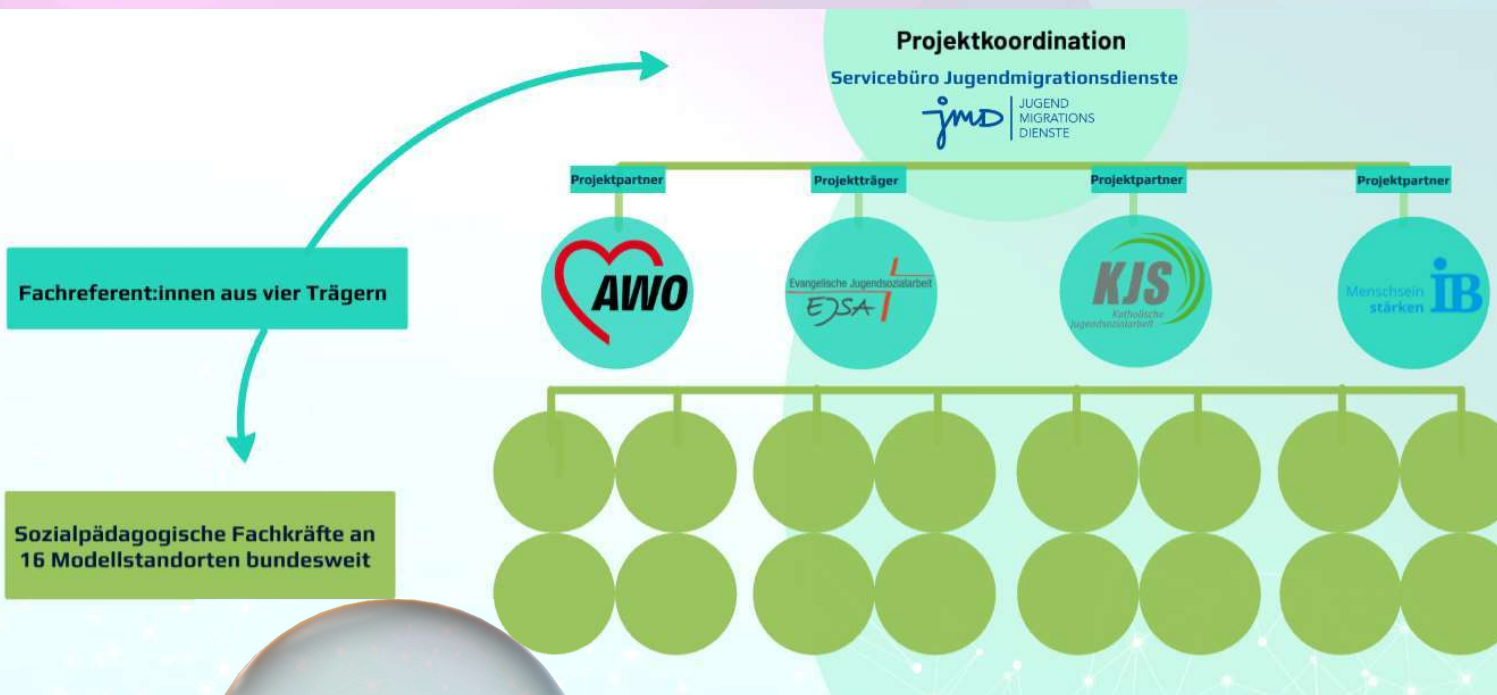 Projektkoordination
Servicebüro Jugendmigrationsdienste
jmD
JUGEND
MIGRATIONS
DIENSTE
Projektpartner
Projektträger
Projektpartner
Projektpartner
Fachreferent:innen aus vier Trägern
AWO
Evangelische Jugendsozialarbeit
EJSA
KJS
Katholische
Jugendsozialarbeit
Menschsein
stärken
iB
Sozialpädagogische Fachkräfte an
16 Modellstandorten bundesweit